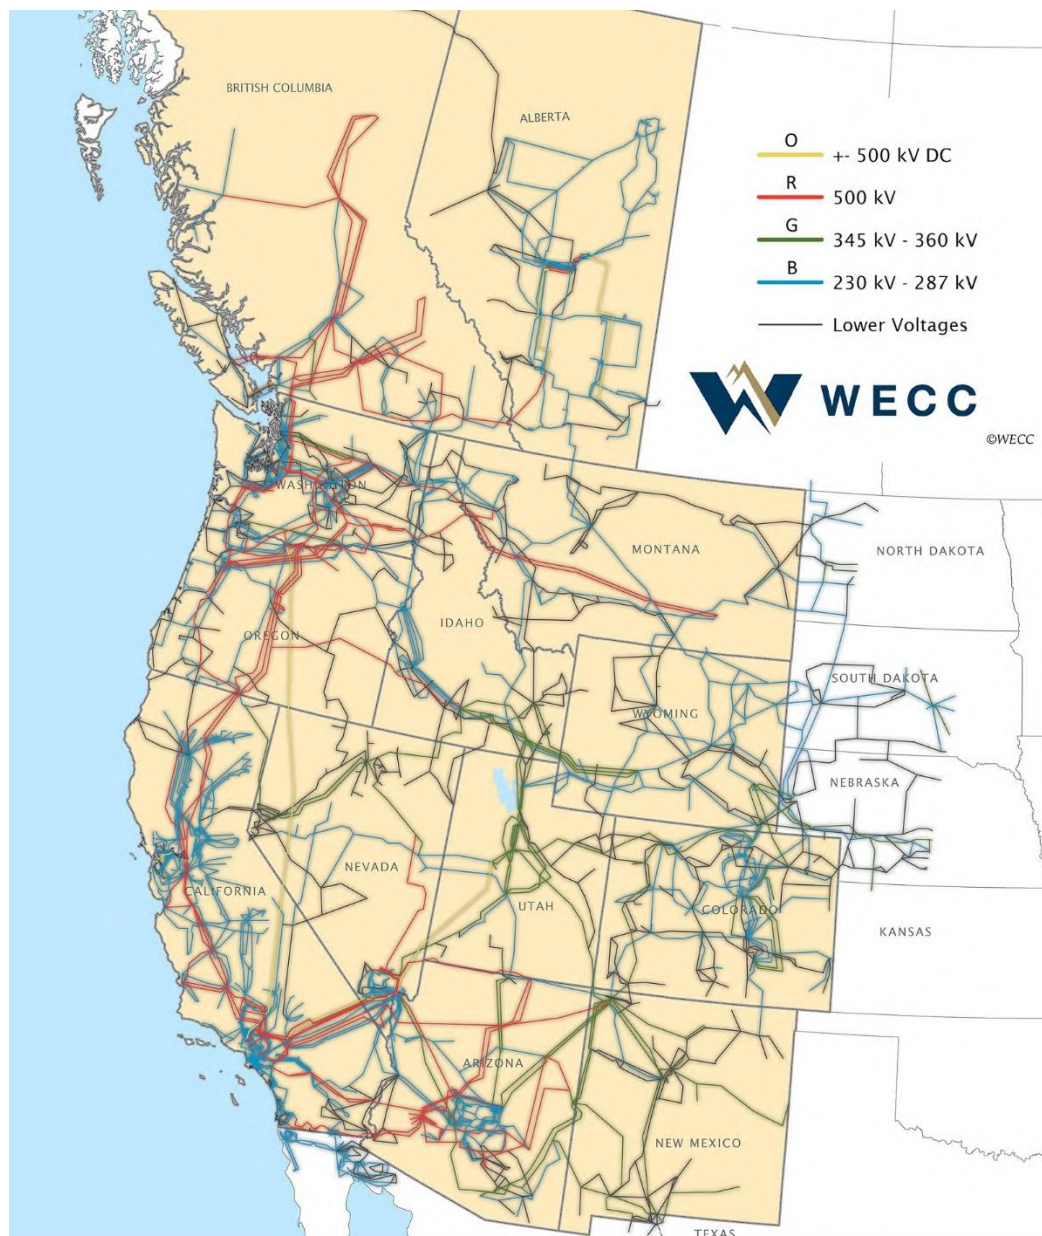 BRITISH COLUMBIA
ALBERTA
O
+- 500 kV DC
R
500 kV
G
345 kV - 360 kV
B
230 kV - 287 kV
Lower Voltages
WECC
©WECC
WASHINGTON
MONTANA
NORTH DAKOTA
OREGON
IDAHO
SOUTH DAKOTA
WYOMING
NEBRASKA
NEVADA
CALIFORNIA
UTAH
COLORADO
KANSAS
ARIZONA
NEW MEXICO
TEXAS